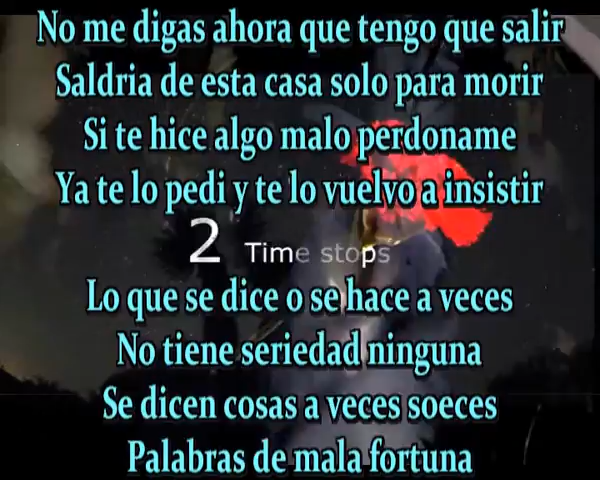 No me digas ahora que tengo que salir
Saldria de esta casa solo para morir
Si te hice algo malo perdoname
Ya te lo pedi y te lo vuelvo a insistir
2 Time stops
Lo que se dice o se hace a veces
No tiene seriedad ninguna
Se dicen cosas a veces soeces
Palabras de mala fortuna